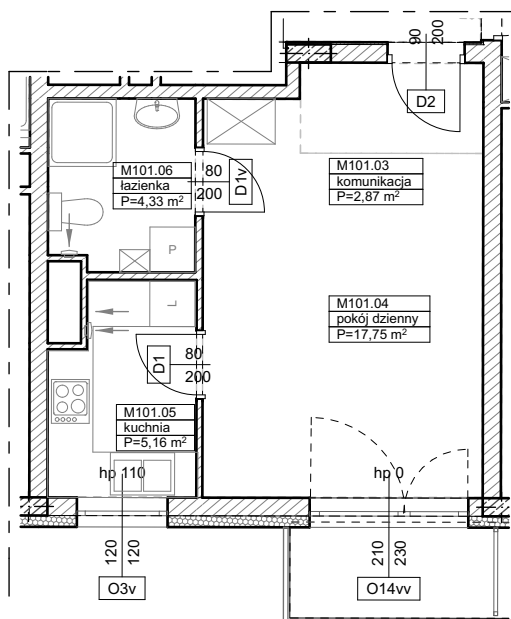 90
200
D2
M101.06
łazienka
P=4,33 m²
80
200
D1v
M101.03
komunikacja
P=2,87 m²
P
M101.04
pokój dzienny
P=17,75 m²
L
D1
80
200
M101.05
kuchnia
P=5,16 m²
hp 110
hp 0
120
120
O3v
210
230
O14vv